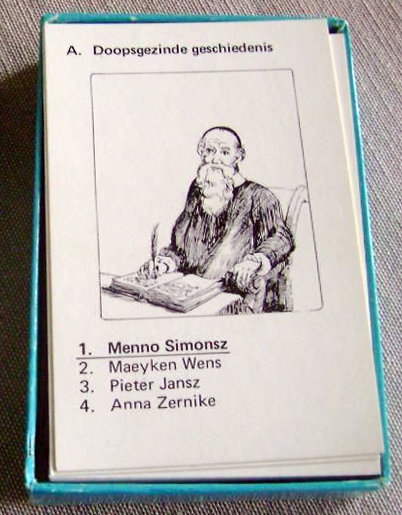 A. Doopsgezinde geschiedenis
1. Menno Simonsz
2. Maeyken Wens
3. Pieter Jansz
4. Anna Zernike